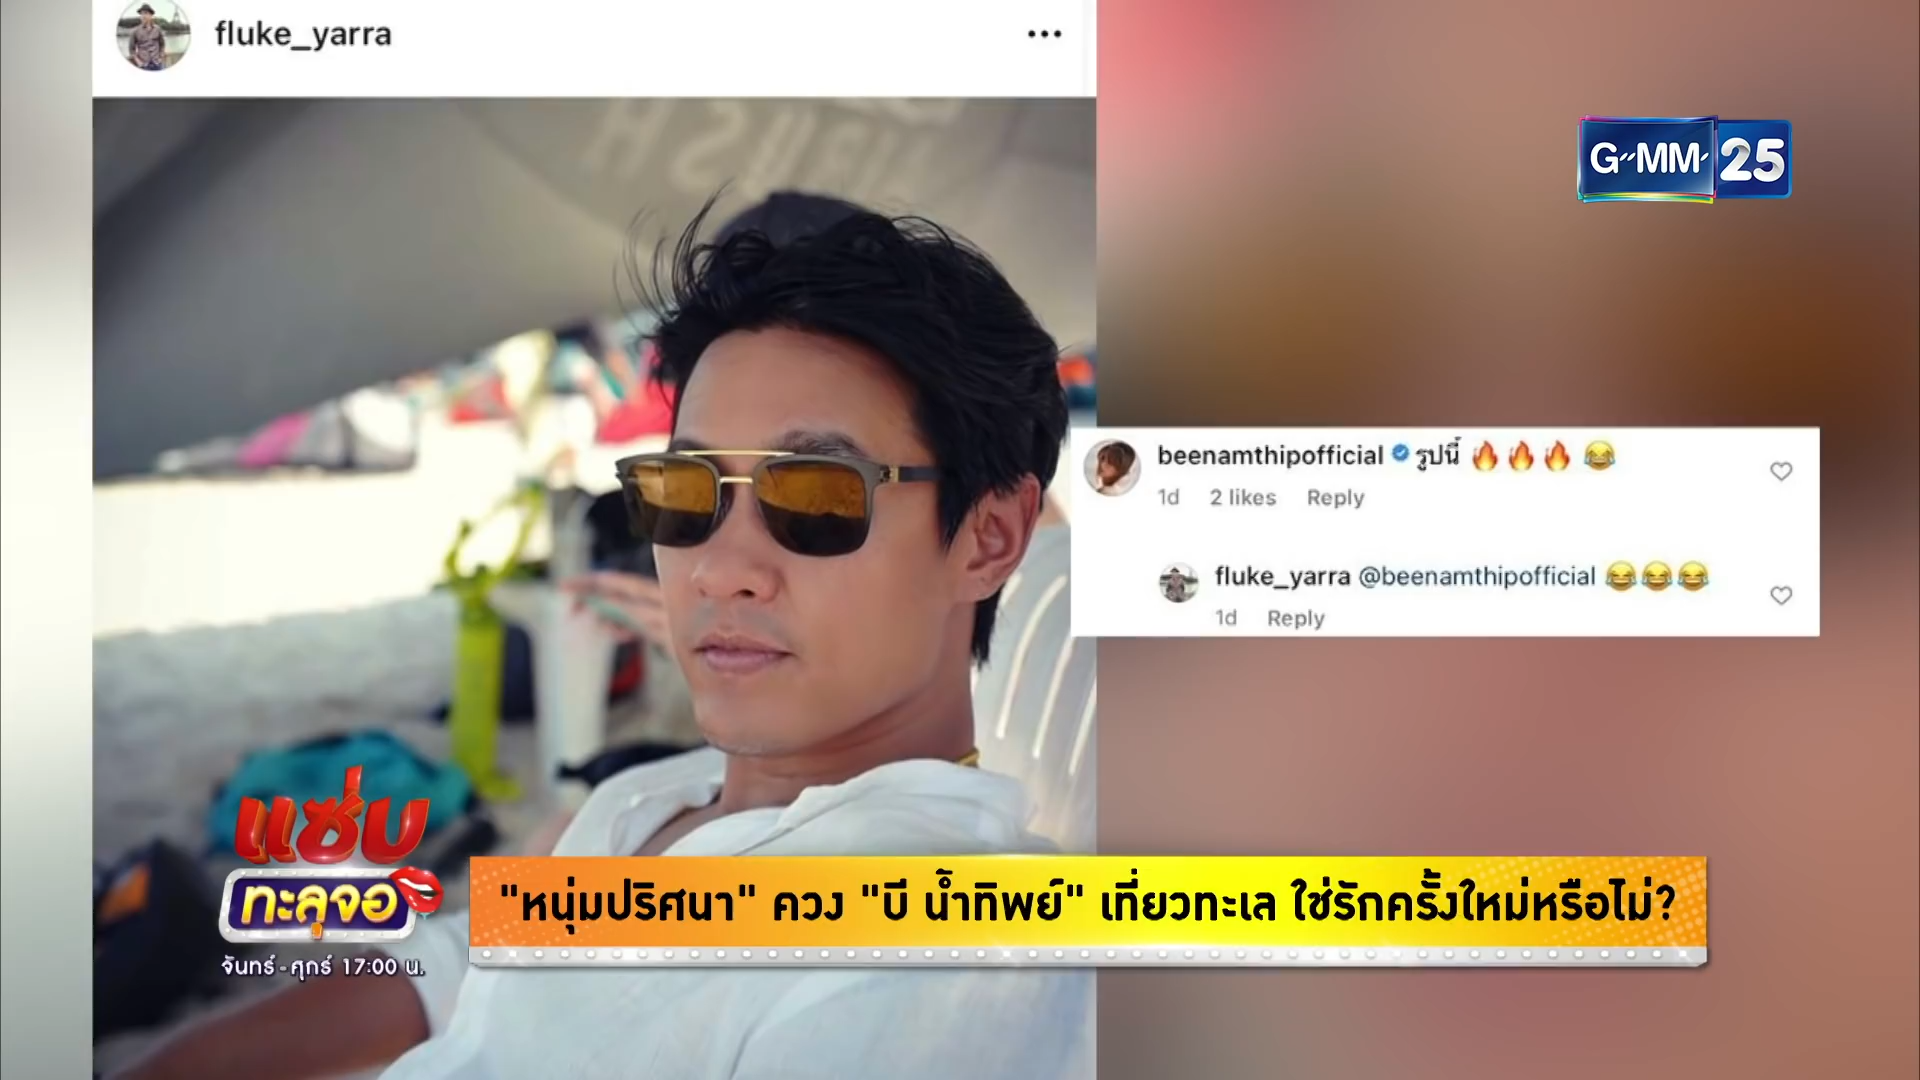 fluke_yarra
G-MM 25
beenamthipofficial รูปนี้ 🔥🔥🔥 😂
1d 2 likes Reply
fluke_yarra @beenamthipofficial 😂😂😂
1d Reply
แซ่บ
ทะลุจอ
จันทร์-ศุกร์ 17:00 น.
"หนุ่มปริศนา" ควง "บี น้ำทิพย์" เที่ยวทะเล ใช่รักครั้งใหม่หรือไม่?